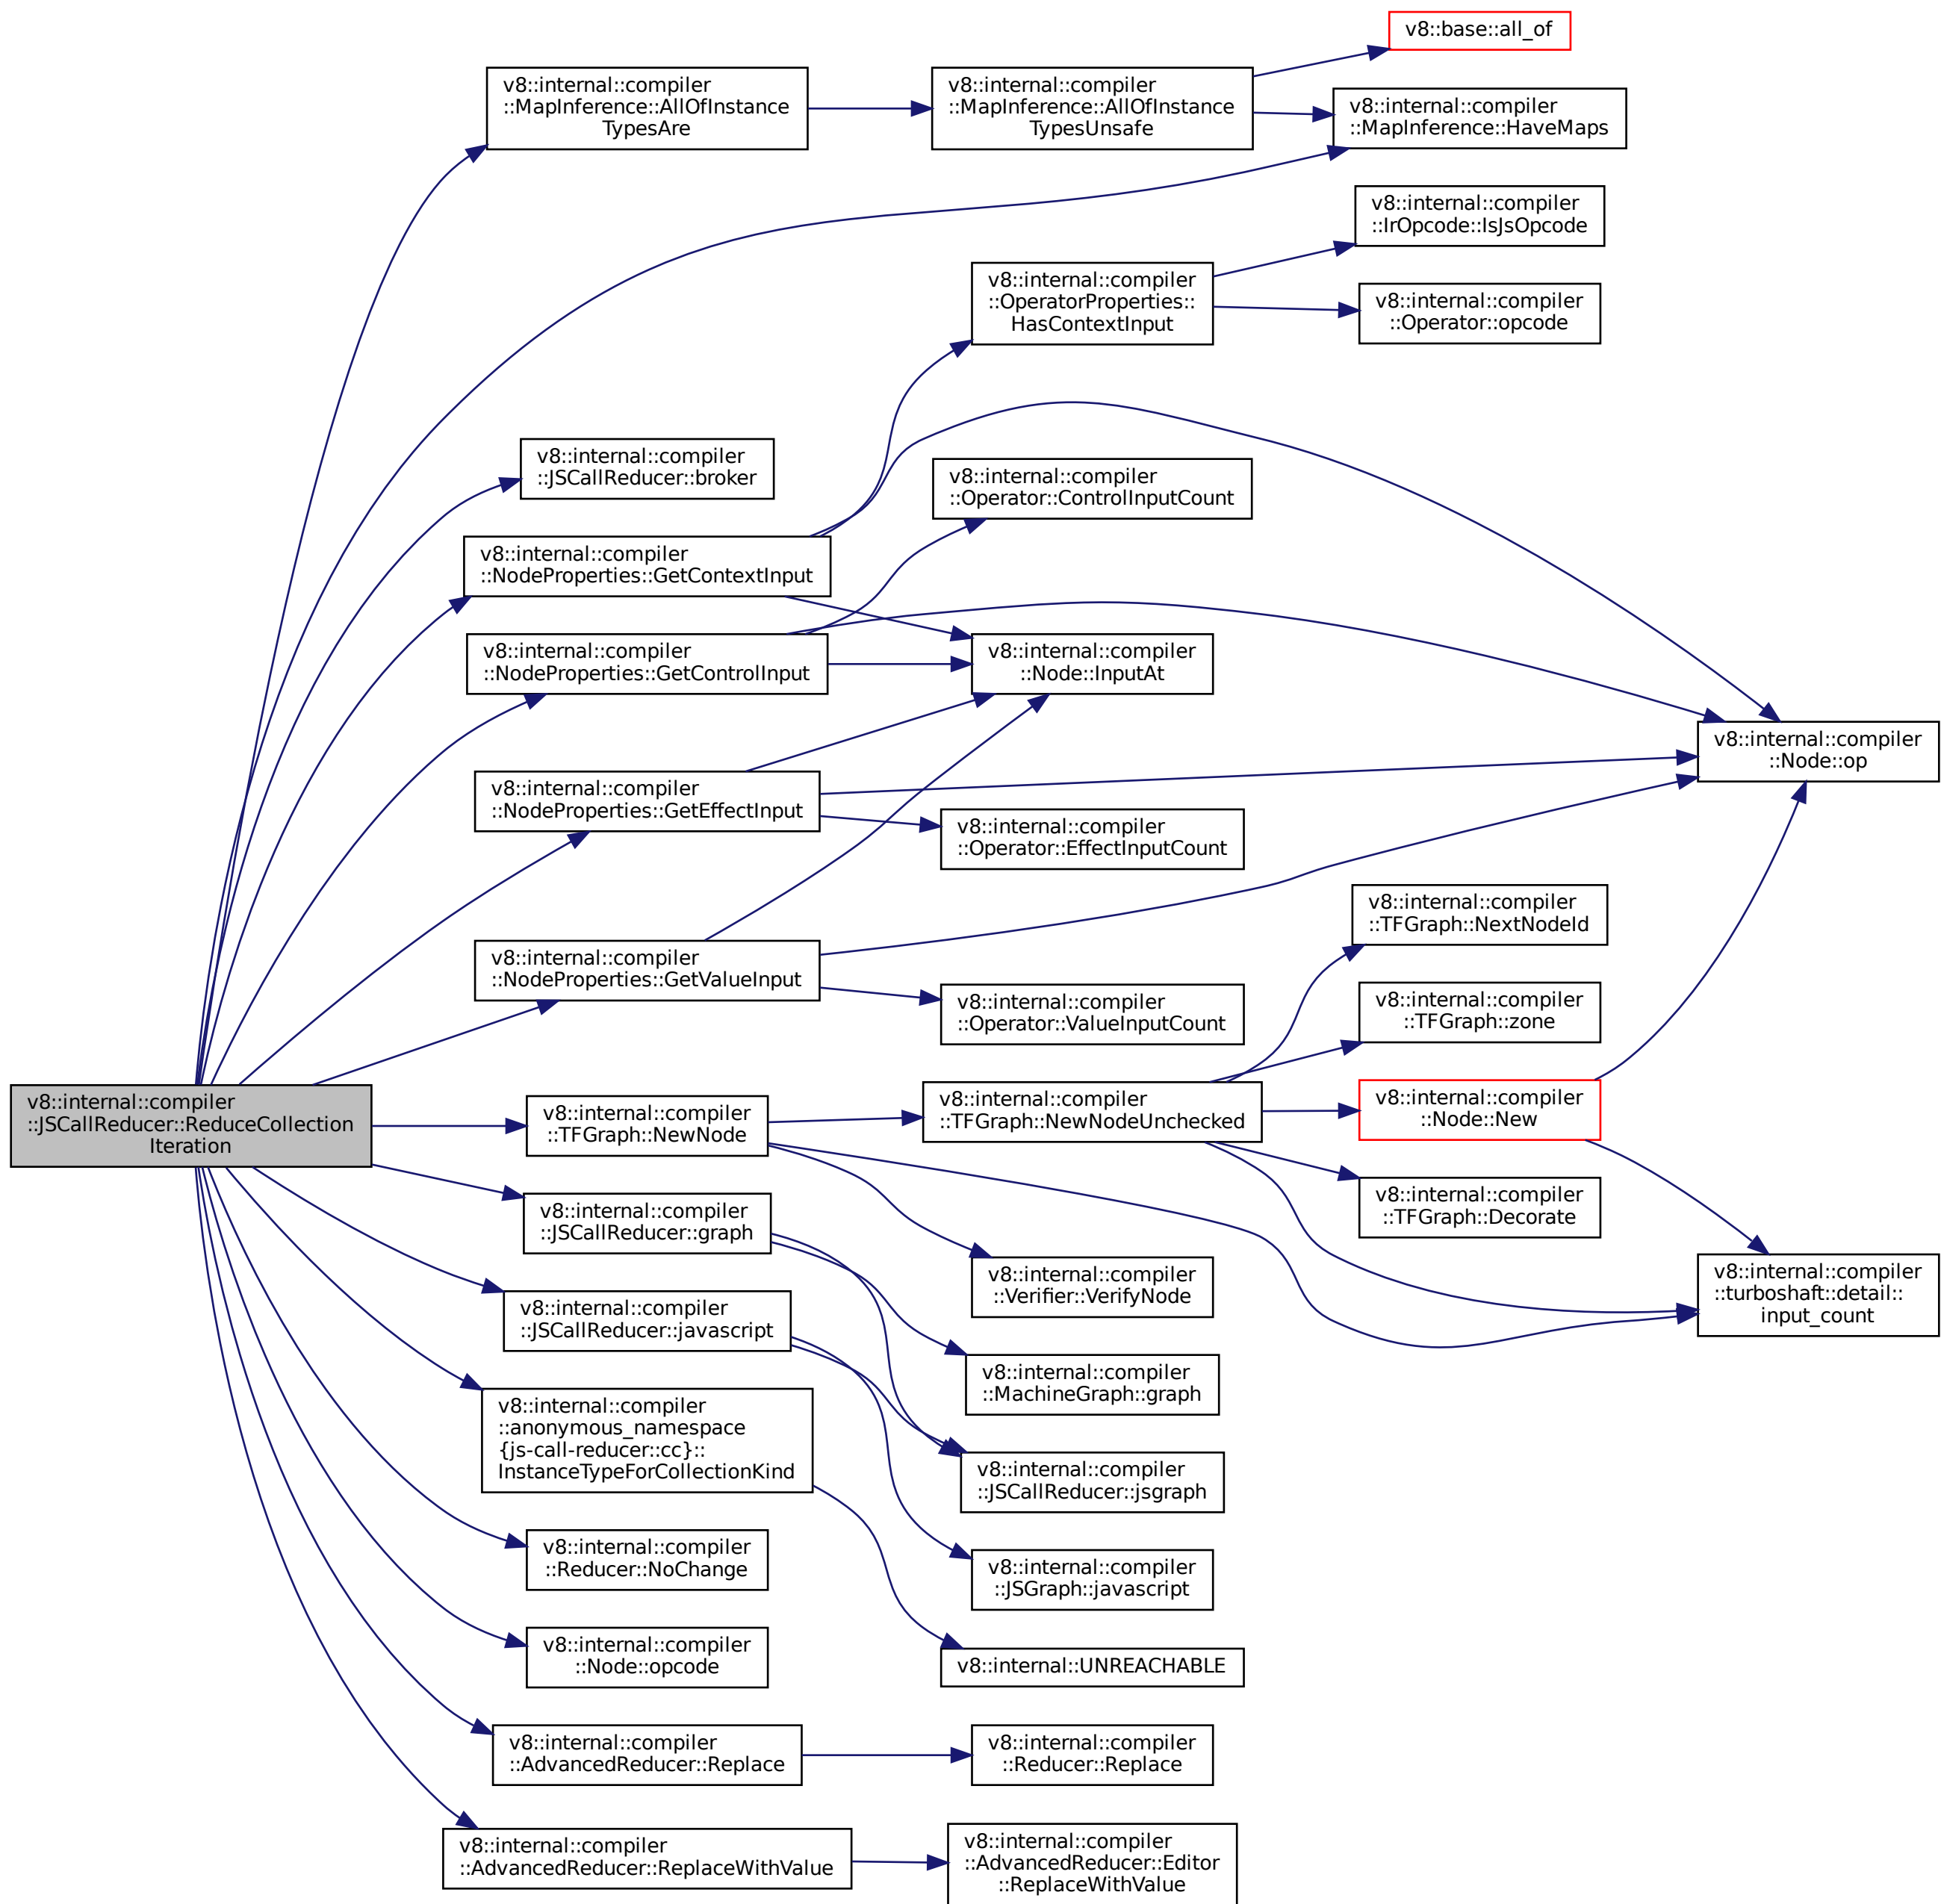 v8::base::all_of
v8::internal::compiler
::MapInference::AllOfInstance
TypesAre
v8::internal::compiler
::MapInference::AllOfInstance
TypesUnsafe
v8::internal::compiler
::MapInference::HaveMaps
v8::internal::compiler
::IrOpcode::IsJsOpcode
v8::internal::compiler
::OperatorProperties::
HasContextInput
v8::internal::compiler
::Operator::opcode
v8::internal::compiler
::JSCallReducer::broker
v8::internal::compiler
::Operator::ControlInputCount
v8::internal::compiler
::NodeProperties::GetContextInput
v8::internal::compiler
::NodeProperties::GetControlInput
v8::internal::compiler
::Node::InputAt
v8::internal::compiler
::Node::op
v8::internal::compiler
::NodeProperties::GetEffectInput
v8::internal::compiler
::Operator::EffectInputCount
v8::internal::compiler
::TFGraph::NextNodeId
v8::internal::compiler
::NodeProperties::GetValueInput
v8::internal::compiler
::Operator::ValueInputCount
v8::internal::compiler
::TFGraph::zone
v8::internal::compiler
::JSCallReducer::ReduceCollection
Iteration
v8::internal::compiler
::TFGraph::NewNode
v8::internal::compiler
::TFGraph::NewNodeUnchecked
v8::internal::compiler
::Node::New
v8::internal::compiler
::TFGraph::Decorate
v8::internal::compiler
::JSCallReducer::graph
v8::internal::compiler
::Verifier::VerifyNode
v8::internal::compiler
::turboshaft::detail::
input_count
v8::internal::compiler
::JSCallReducer::javascript
v8::internal::compiler
::MachineGraph::graph
v8::internal::compiler
::anonymous_namespace
{js-call-reducer::cc}::
InstanceTypeForCollectionKind
v8::internal::compiler
::JSCallReducer::jsgraph
v8::internal::compiler
::Reducer::NoChange
v8::internal::compiler
::JSGraph::javascript
v8::internal::compiler
::Node::opcode
v8::internal::UNREACHABLE
v8::internal::compiler
::AdvancedReducer::Replace
v8::internal::compiler
::Reducer::Replace
v8::internal::compiler
::AdvancedReducer::ReplaceWithValue
v8::internal::compiler
::AdvancedReducer::Editor
::ReplaceWithValue